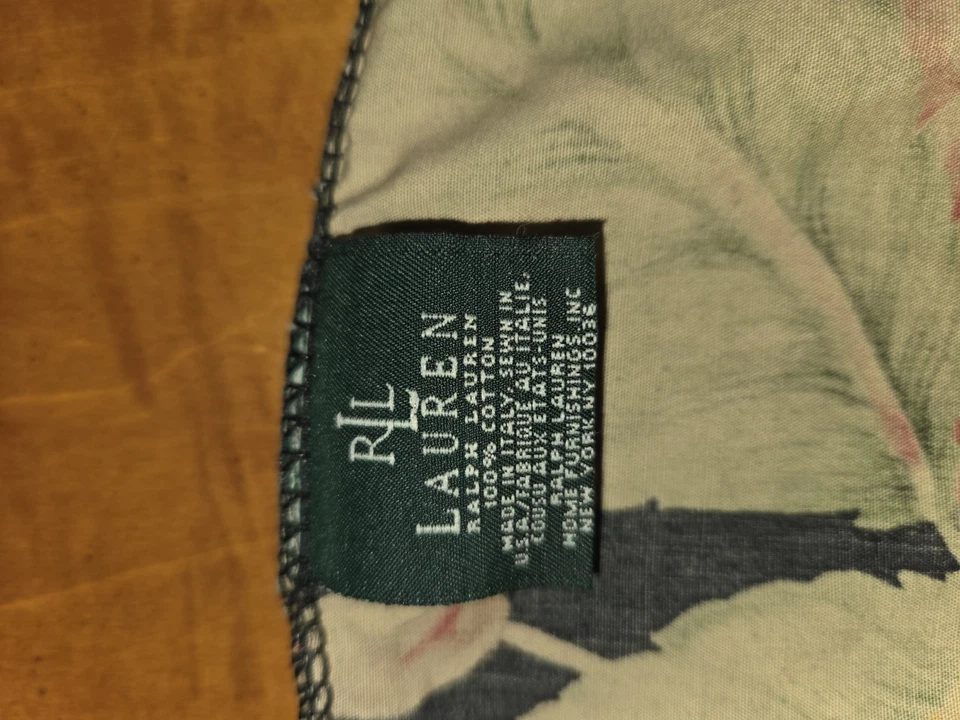 RLL
LAUREN
RALPH LAUREN
100% COTTON
MADE IN ITALY, SEWN IN
U.S.A/FABRIQUE AU ITALIE,
COUSU AUX ETATS-UNIS
RALPH LAUREN
HOME FURNISHINGS, INC
NEW YORK, NY 10036